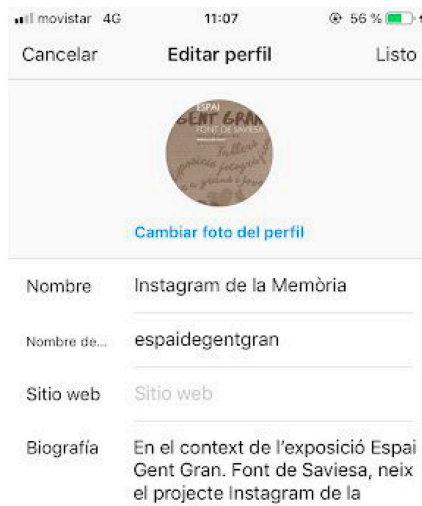 movistar 4G 11:07 56 %
Cancelar Editar perfil Listo
ESPAI
GENT GRAN
FONT DE SAVIESA
Tallers
Cambiar foto del perfil
Nombre Instagram de la Memòria
Nombre de... espaidegentgran
Sitio web Sitio web
Biografía En el context de l'exposició Espai
Gent Gran. Font de Saviesa, neix
el projecte Instagram de la